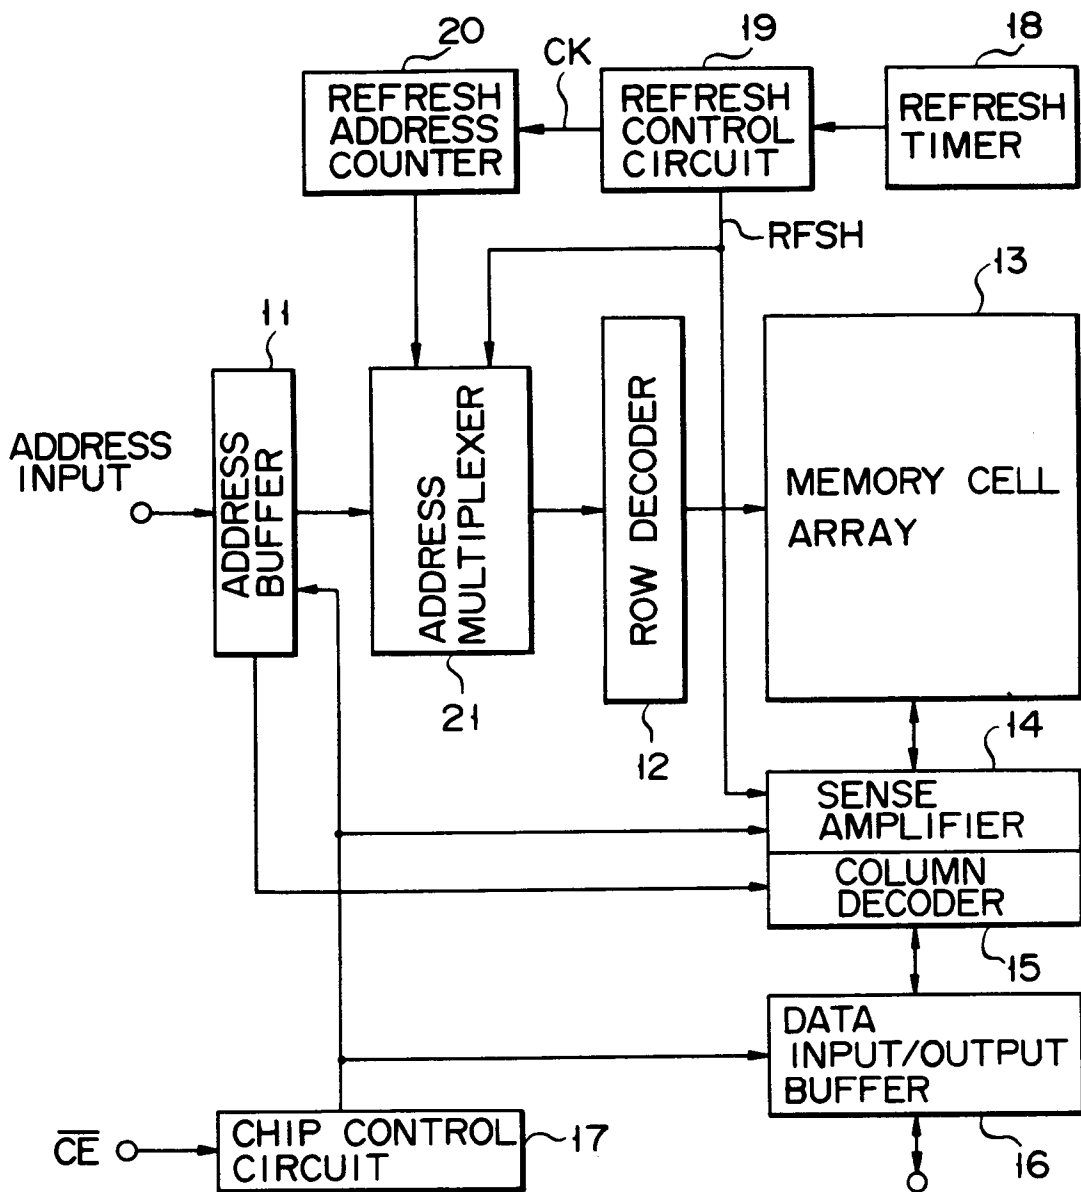 20
CK
19
18
REFRESH
ADDRESS
COUNTER
REFRESH
CONTROL
CIRCUIT
REFRESH
TIMER
RFSH
13
11
ADDRESS
INPUT
ADDRESS
BUFFER
ADDRESS
MULTIPLEXER
ROW DECODER
MEMORY CELL
ARRAY
21
12
14
SENSE
AMPLIFIER
COLUMN
DECODER
15
DATA
INPUT/OUTPUT
BUFFER
C̅E̅
CHIP CONTROL
CIRCUIT
17
16